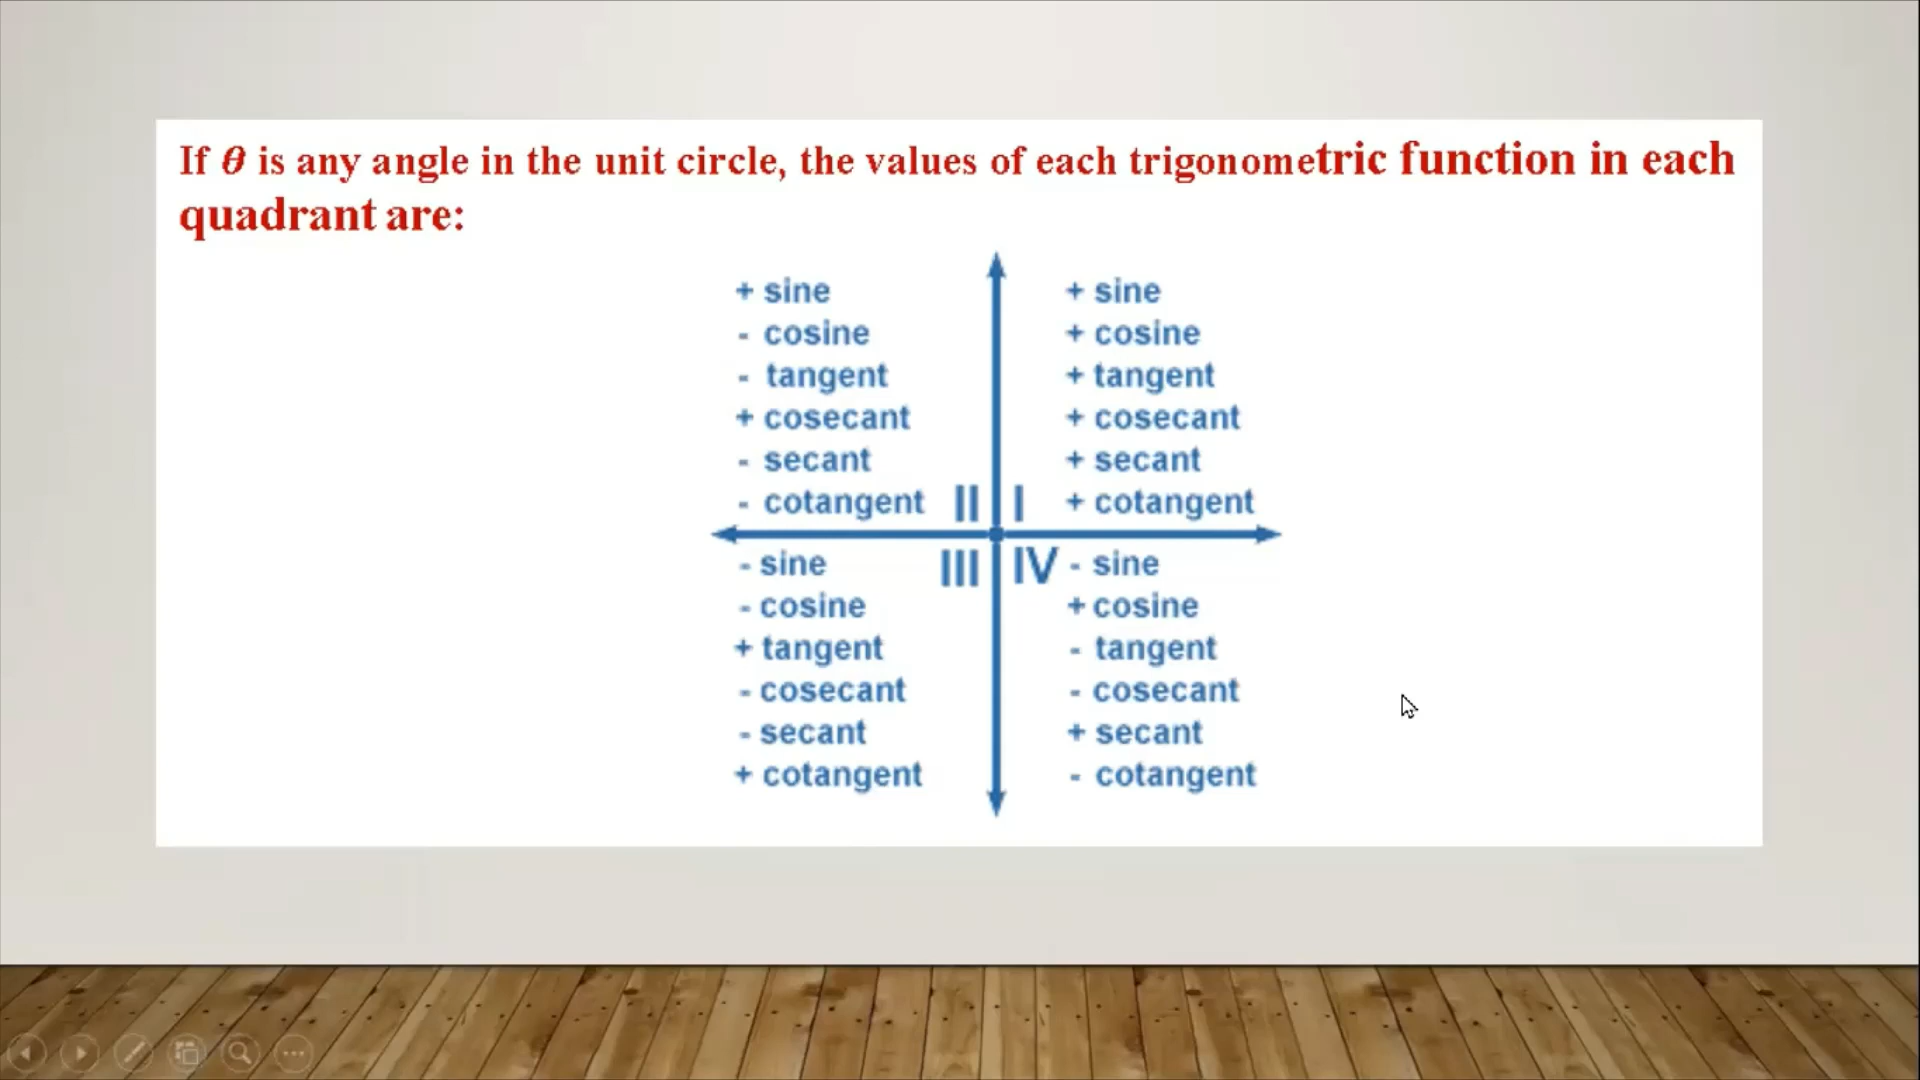 If θ is any angle in the unit circle, the values of each trigonometric function in each
quadrant are:
+ sine
- cosine
- tangent
+ cosecant
- secant
- cotangent
II
I
+ sine
+ cosine
+ tangent
+ cosecant
+ secant
+ cotangent
III
- sine
- cosine
+ tangent
- cosecant
- secant
+ cotangent
IV
- sine
+ cosine
- tangent
- cosecant
+ secant
- cotangent